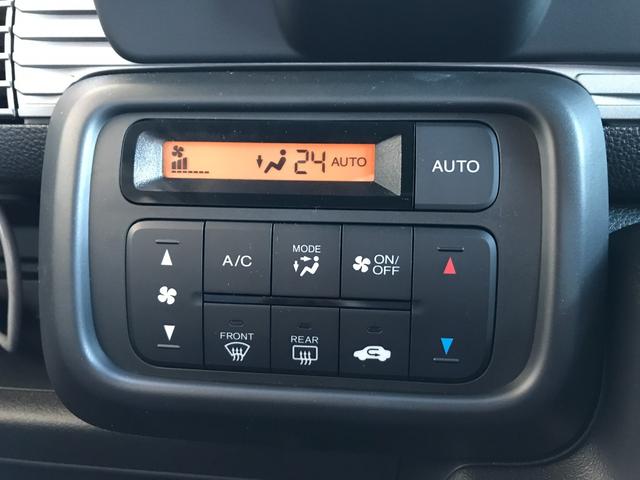 24 AUTO
AUTO
A/C
MODE
ON/
OFF
FRONT
REAR